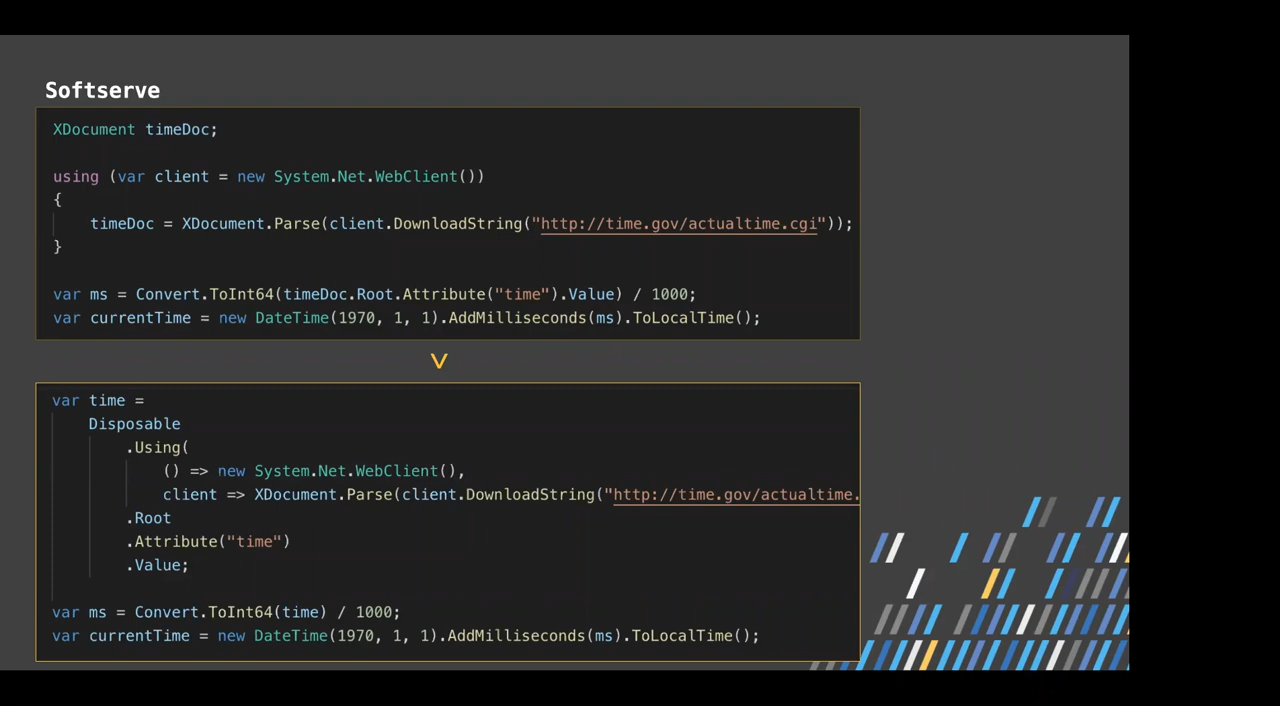 Softserve
XDocument timeDoc;
using (var client = new System.Net.WebClient())
{
timeDoc = XDocument.Parse(client.DownloadString("http://time.gov/actualtime.cgi"));
}
var ms = Convert.ToInt64(timeDoc.Root.Attribute("time").Value) / 1000;
var currentTime = new DateTime(1970, 1, 1).AddMilliseconds(ms).ToLocalTime();
V
var time =
Disposable
.Using(
() => new System.Net.WebClient(),
client => XDocument.Parse(client.DownloadString("http://time.gov/actualtime.
.Root
.Attribute("time")
.Value;
var ms = Convert.ToInt64(time) / 1000;
var currentTime = new DateTime(1970, 1, 1).AddMilliseconds(ms).ToLocalTime();